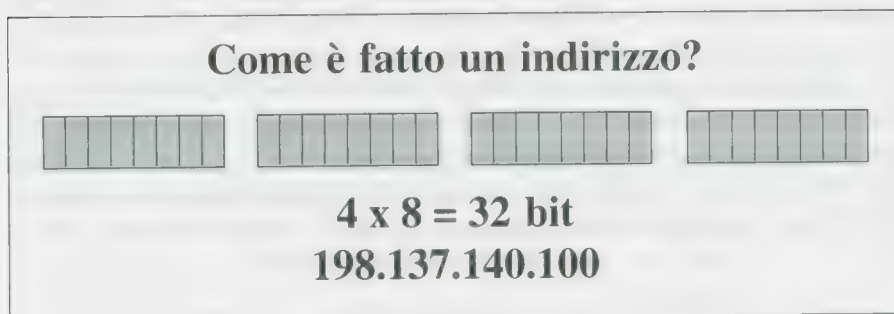 Come è fatto un indirizzo?
4 x 8 = 32 bit
198.137.140.100